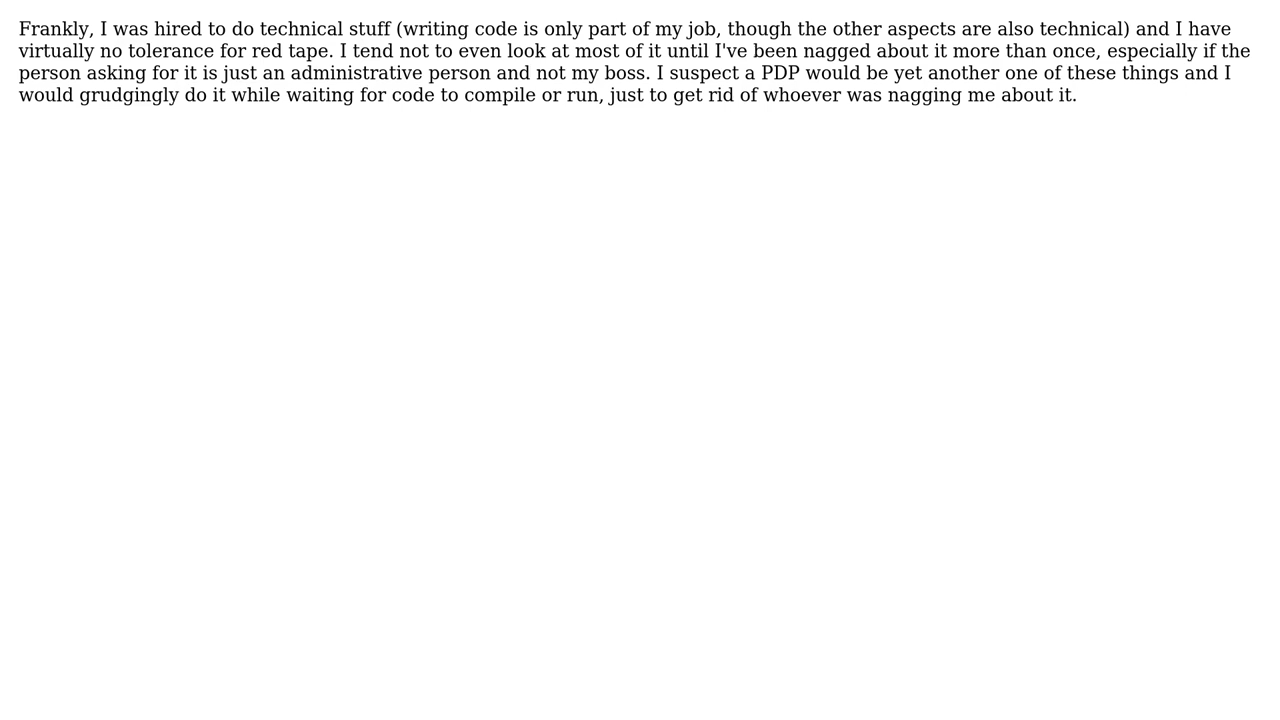 Frankly, I was hired to do technical stuff (writing code is only part of my job, though the other aspects are also technical) and I have
virtually no tolerance for red tape. I tend not to even look at most of it until I've been nagged about it more than once, especially if the
person asking for it is just an administrative person and not my boss. I suspect a PDP would be yet another one of these things and I
would grudgingly do it while waiting for code to compile or run, just to get rid of whoever was nagging me about it.